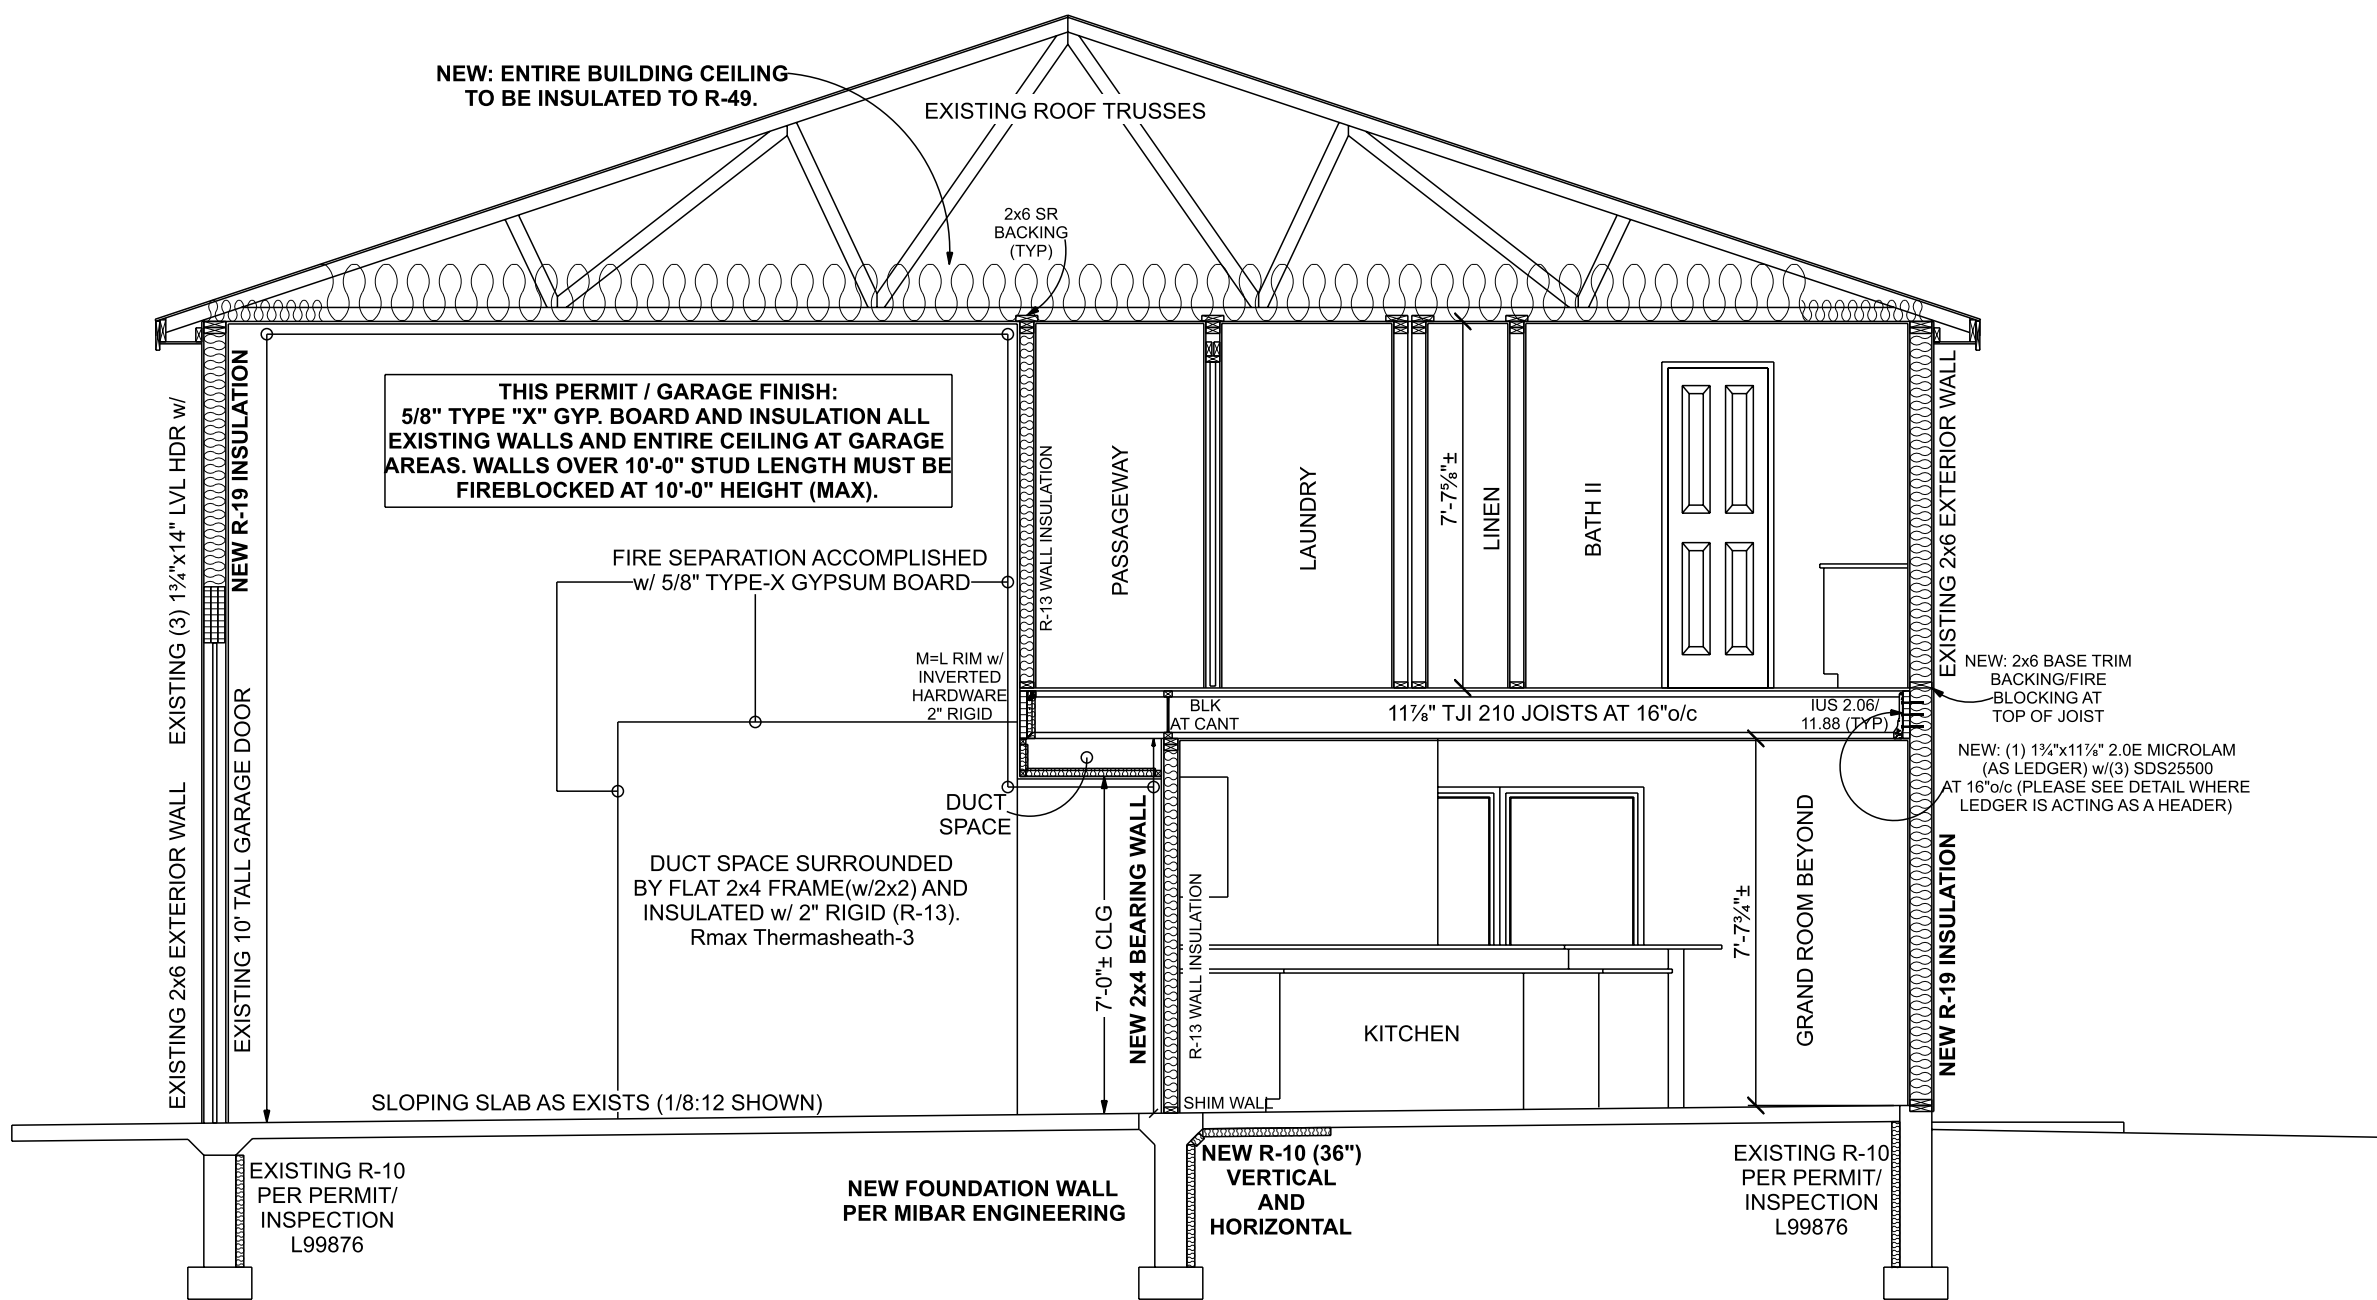 NEW: ENTIRE BUILDING CEILING
TO BE INSULATED TO R-49.
EXISTING ROOF TRUSSES
2x6 SR
BACKING
(TYP)
EXISTING (3) 1¾"x14" LVL HDR w/
NEW R-19 INSULATION
THIS PERMIT / GARAGE FINISH:
5/8" TYPE "X" GYP. BOARD AND INSULATION ALL
EXISTING WALLS AND ENTIRE CEILING AT GARAGE
AREAS. WALLS OVER 10'-0" STUD LENGTH MUST BE
FIREBLOCKED AT 10'-0" HEIGHT (MAX).
R-13 WALL INSULATION
PASSAGEWAY
LAUNDRY
7'-7⅝"±
LINEN
BATH II
EXISTING 2x6 EXTERIOR WALL
FIRE SEPARATION ACCOMPLISHED
w/ 5/8" TYPE-X GYPSUM BOARD
M=L RIM w/
INVERTED
HARDWARE
2" RIGID
BLK
AT CANT
11⅞" TJI 210 JOISTS AT 16"o/c
IUS 2.06/
11.88 (TYP)
NEW: 2x6 BASE TRIM
BACKING/FIRE
BLOCKING AT
TOP OF JOIST
NEW: (1) 1¾"x11⅞" 2.0E MICROLAM
(AS LEDGER) w/(3) SDS25500
AT 16"o/c (PLEASE SEE DETAIL WHERE
LEDGER IS ACTING AS A HEADER)
EXISTING 2x6 EXTERIOR WALL
EXISTING 10' TALL GARAGE DOOR
DUCT
SPACE
DUCT SPACE SURROUNDED
BY FLAT 2x4 FRAME(w/2x2) AND
INSULATED w/ 2" RIGID (R-13).
Rmax Thermasheath-3
7'-0"± CLG
NEW 2x4 BEARING WALL
R-13 WALL INSULATION
KITCHEN
7'-7¾"±
GRAND ROOM BEYOND
NEW R-19 INSULATION
SLOPING SLAB AS EXISTS (1/8:12 SHOWN)
SHIM WALL
EXISTING R-10
PER PERMIT/
INSPECTION
L99876
NEW FOUNDATION WALL
PER MIBAR ENGINEERING
NEW R-10 (36")
VERTICAL
AND
HORIZONTAL
EXISTING R-10
PER PERMIT/
INSPECTION
L99876